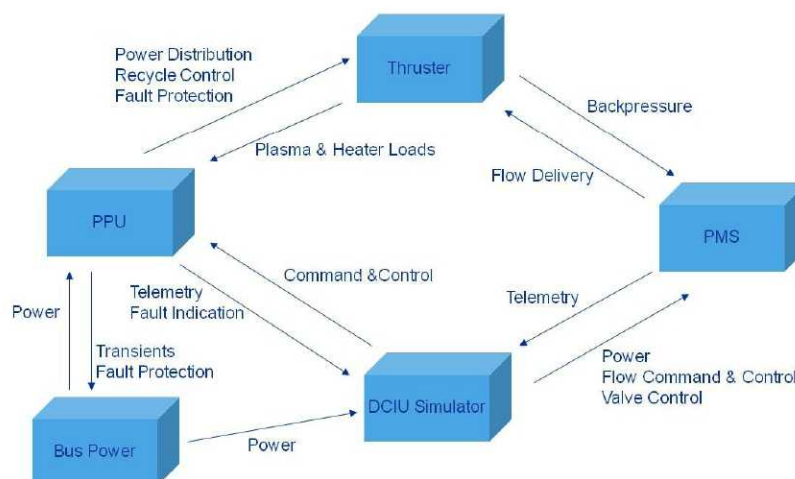 Power Distribution
Recycle Control
Fault Protection
Thruster
Backpressure
Plasma & Heater Loads
Flow Delivery
PPU
PMS
Command &Control
Telemetry
Fault Indication
Telemetry
Power
Transients
Fault Protection
Power
Flow Command & Control
Valve Control
DCIU Simulator
Bus Power
Power